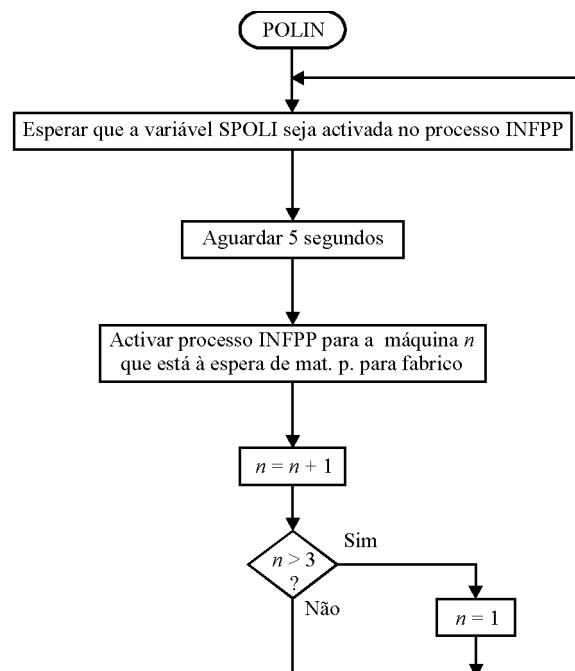 POLIN
Esperar que a variável SPOLI seja activada no processo INFPP
Aguardar 5 segundos
Activar processo INFPP para a máquina n
que está à espera de mat. p. para fabrico
n = n + 1
n > 3
?
Sim
Não
n = 1